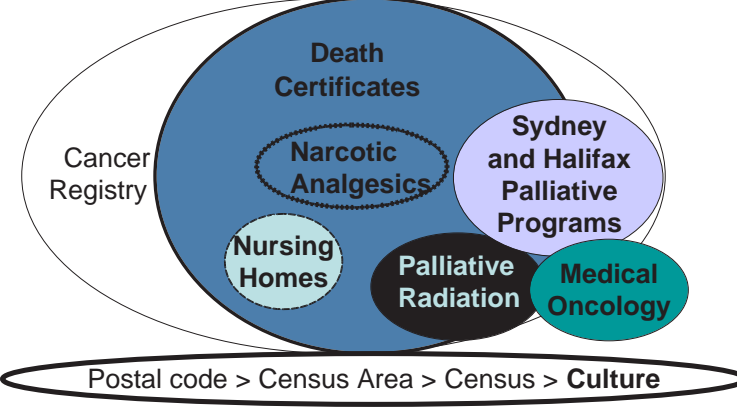 Death
Certificates
Sydney
and Halifax
Palliative
Programs
Narcotic
Analgesics
Cancer
Registry
Nursing
Homes
Palliative
Radiation
Medical
Oncology
Postal code > Census Area > Census > Culture